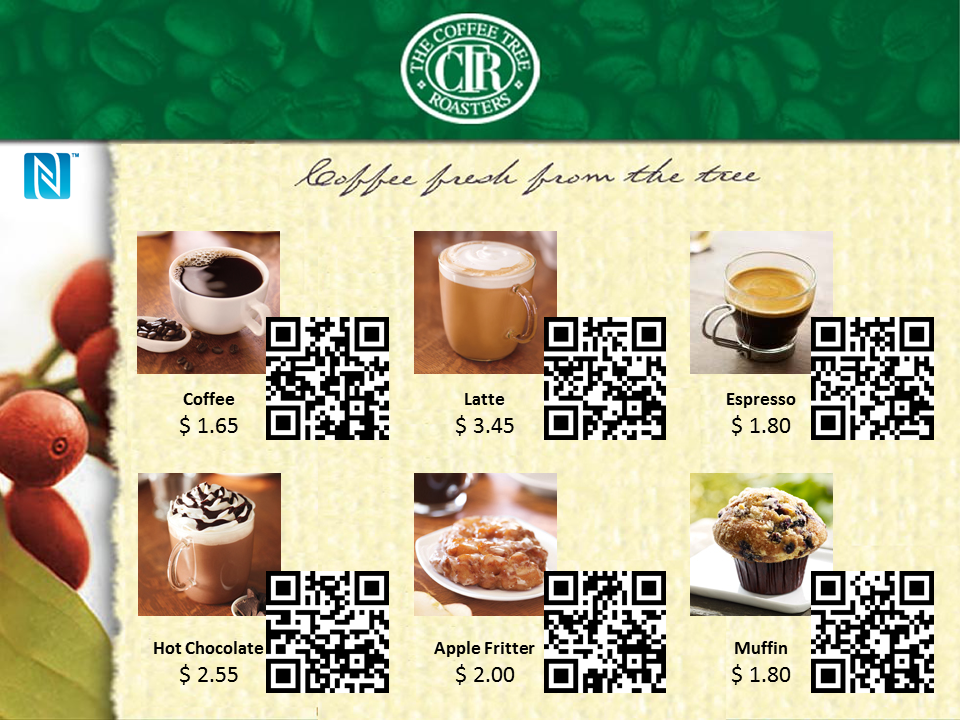 THE COFFEE TREE
CTR
ROASTERS
N™
Coffee fresh from the tree
Coffee
$ 1.65
Latte
$ 3.45
Espresso
$ 1.80
Hot Chocolate
$ 2.55
Apple Fritter
$ 2.00
Muffin
$ 1.80